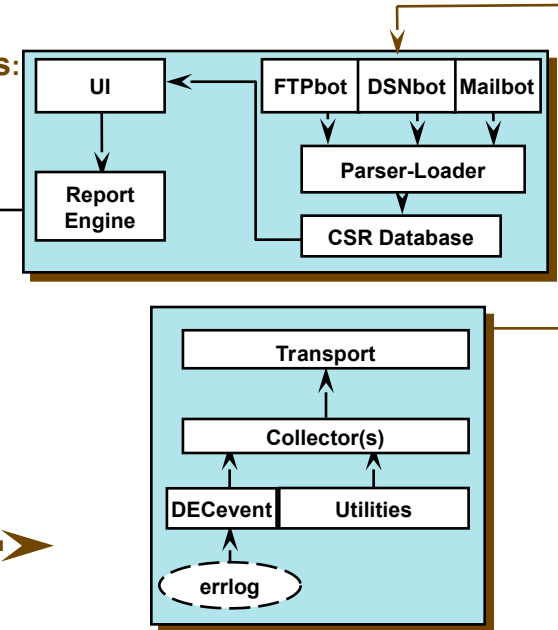 s:
UI
FTPbot DSNbot Mailbot
Parser-Loader
Report
Engine
CSR Database
Transport
Collector(s)
DECevent Utilities
errlog